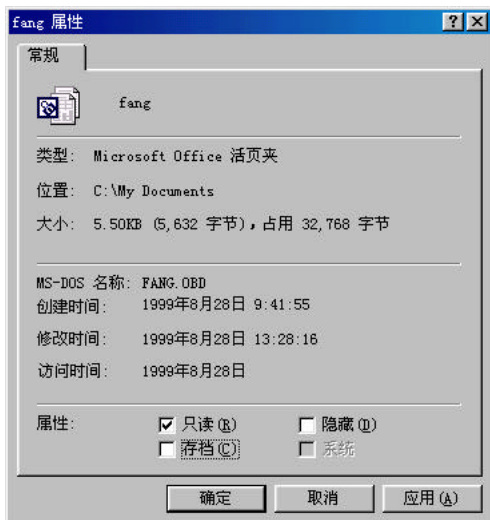 fang 属性
常规
fang
类型: Microsoft Office 活页夹
位置: C:\My Documents
大小: 5.50KB (5,632 字节),占用 32,768 字节
MS-DOS 名称: FANG.OBD
创建时间: 1999年8月28日 9:41:55
修改时间: 1999年8月28日 13:28:16
访问时间: 1999年8月28日
属性: 只读(R) 隐藏(D)
存档(C) 系统
确定 取消 应用(A)